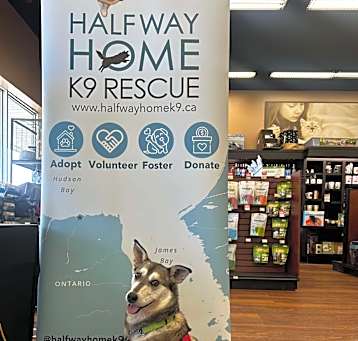 HALFWAY
HOME
K9 RESCUE
www.halfwayhomek9.ca
Adopt Volunteer Foster Donate
Hudson
Bay
James
Bay
ONTARIO
@halfwayhomek9